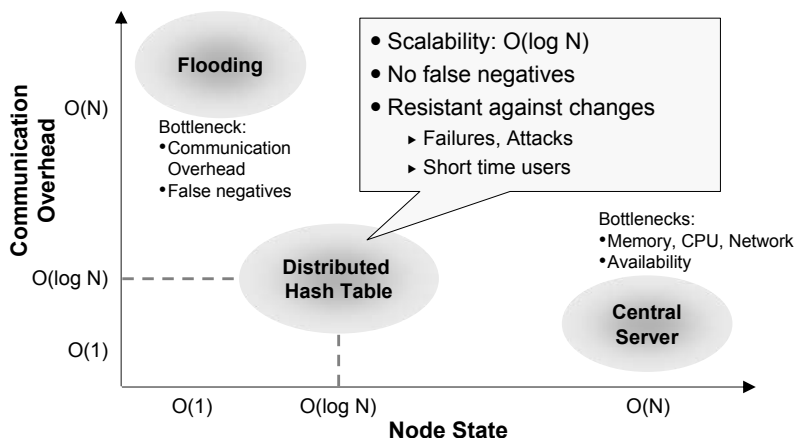 Communication
Overhead
O(N)
O(log N)
O(1)
Flooding
Bottleneck:
•Communication
Overhead
•False negatives
• Scalability: O(log N)
• No false negatives
• Resistant against changes
▸ Failures, Attacks
▸ Short time users
Distributed
Hash Table
Bottlenecks:
•Memory, CPU, Network
•Availability
Central
Server
O(1)
O(log N)
O(N)
Node State